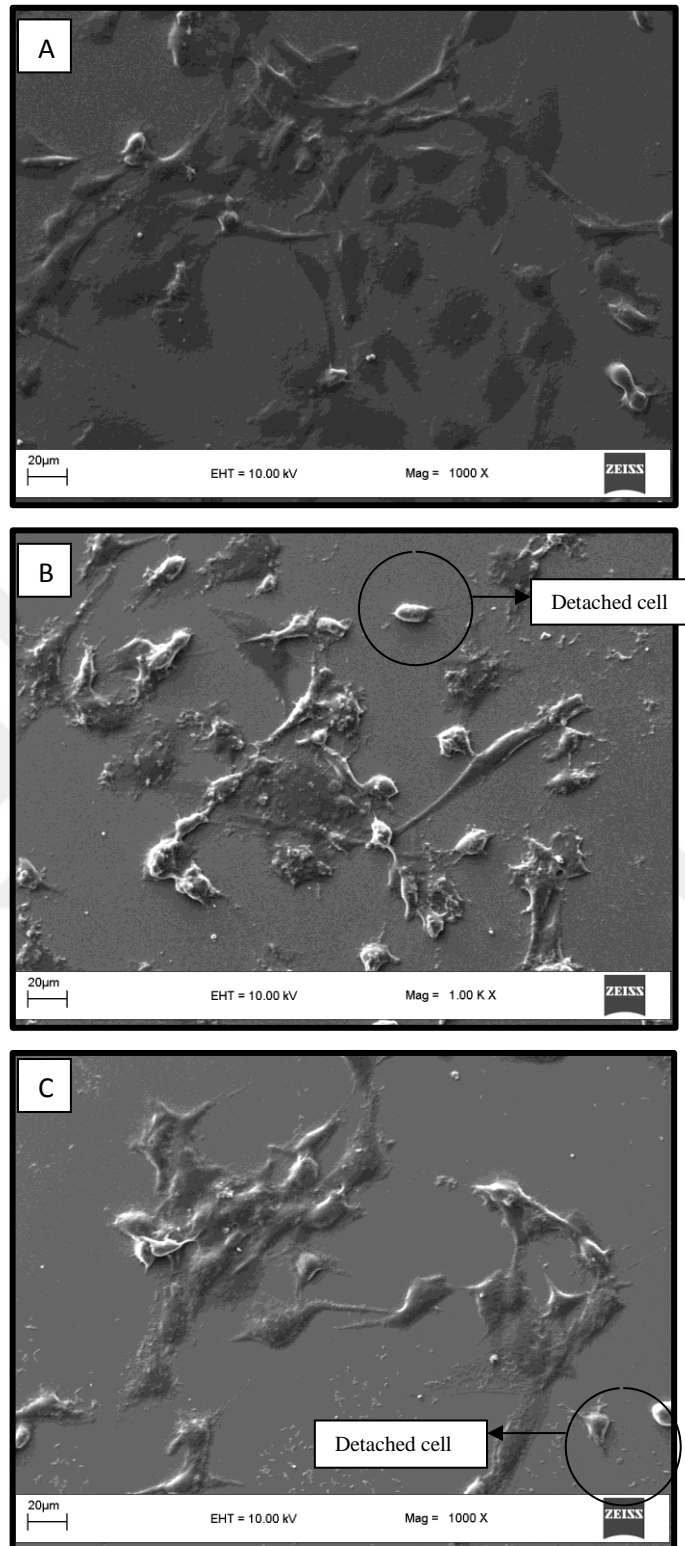 A
20µm
EHT = 10.00 kV
Mag = 1000 X
ZEISS
B
Detached cell
20µm
EHT = 10.00 kV
Mag = 1.00 K X
ZEISS
C
Detached cell
20µm
EHT = 10.00 kV
Mag = 1000 X
ZEISS